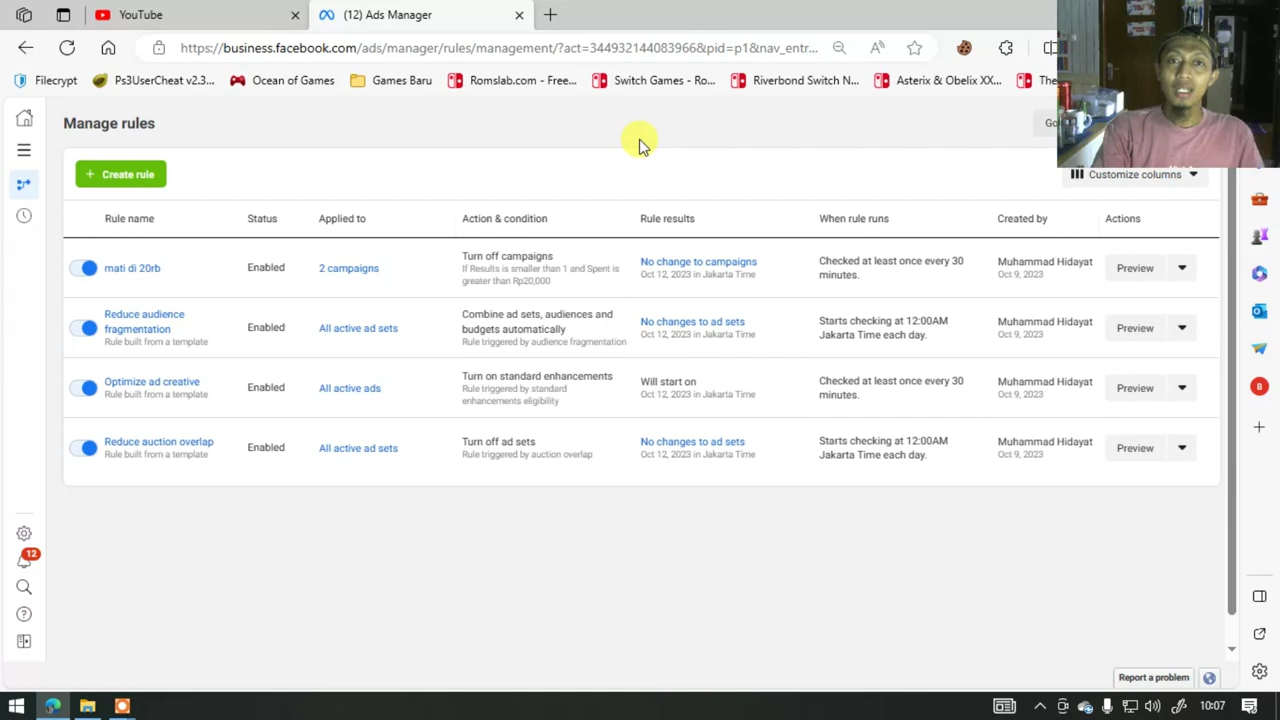 YouTube
(12) Ads Manager
https://business.facebook.com/ads/manager/rules/management/?act=344932144083966&pid=p1&nav_entr...
Filecrypt
Ps3UserCheat v2.3...
Ocean of Games
Games Baru
Romslab.com - Free...
Switch Games - Ro...
Riverbond Switch N...
Asterix & Obelix XX...
The
Manage rules
Go
+ Create rule
Customize columns
Rule name
Status
Applied to
Action & condition
Rule results
When rule runs
Created by
Actions
mati di 20rb
Enabled
2 campaigns
Turn off campaigns
If Results is smaller than 1 and Spent is
greater than Rp20,000
No change to campaigns
Oct 12, 2023 in Jakarta Time
Checked at least once every 30
minutes.
Muhammad Hidayat
Oct 9, 2023
Preview
Reduce audience
fragmentation
Rule built from a template
Enabled
All active ad sets
Combine ad sets, audiences and
budgets automatically
Rule triggered by audience fragmentation
No changes to ad sets
Oct 12, 2023 in Jakarta Time
Starts checking at 12:00AM
Jakarta Time each day.
Muhammad Hidayat
Oct 9, 2023
Preview
Optimize ad creative
Rule built from a template
Enabled
All active ads
Turn on standard enhancements
Rule triggered by standard
enhancements eligibility
Will start on
Oct 12, 2023 in Jakarta Time
Checked at least once every 30
minutes.
Muhammad Hidayat
Oct 9, 2023
Preview
Reduce auction overlap
Rule built from a template
Enabled
All active ad sets
Turn off ad sets
Rule triggered by auction overlap
No changes to ad sets
Oct 12, 2023 in Jakarta Time
Starts checking at 12:00AM
Jakarta Time each day.
Muhammad Hidayat
Oct 9, 2023
Preview
12
B
Report a problem
10:07